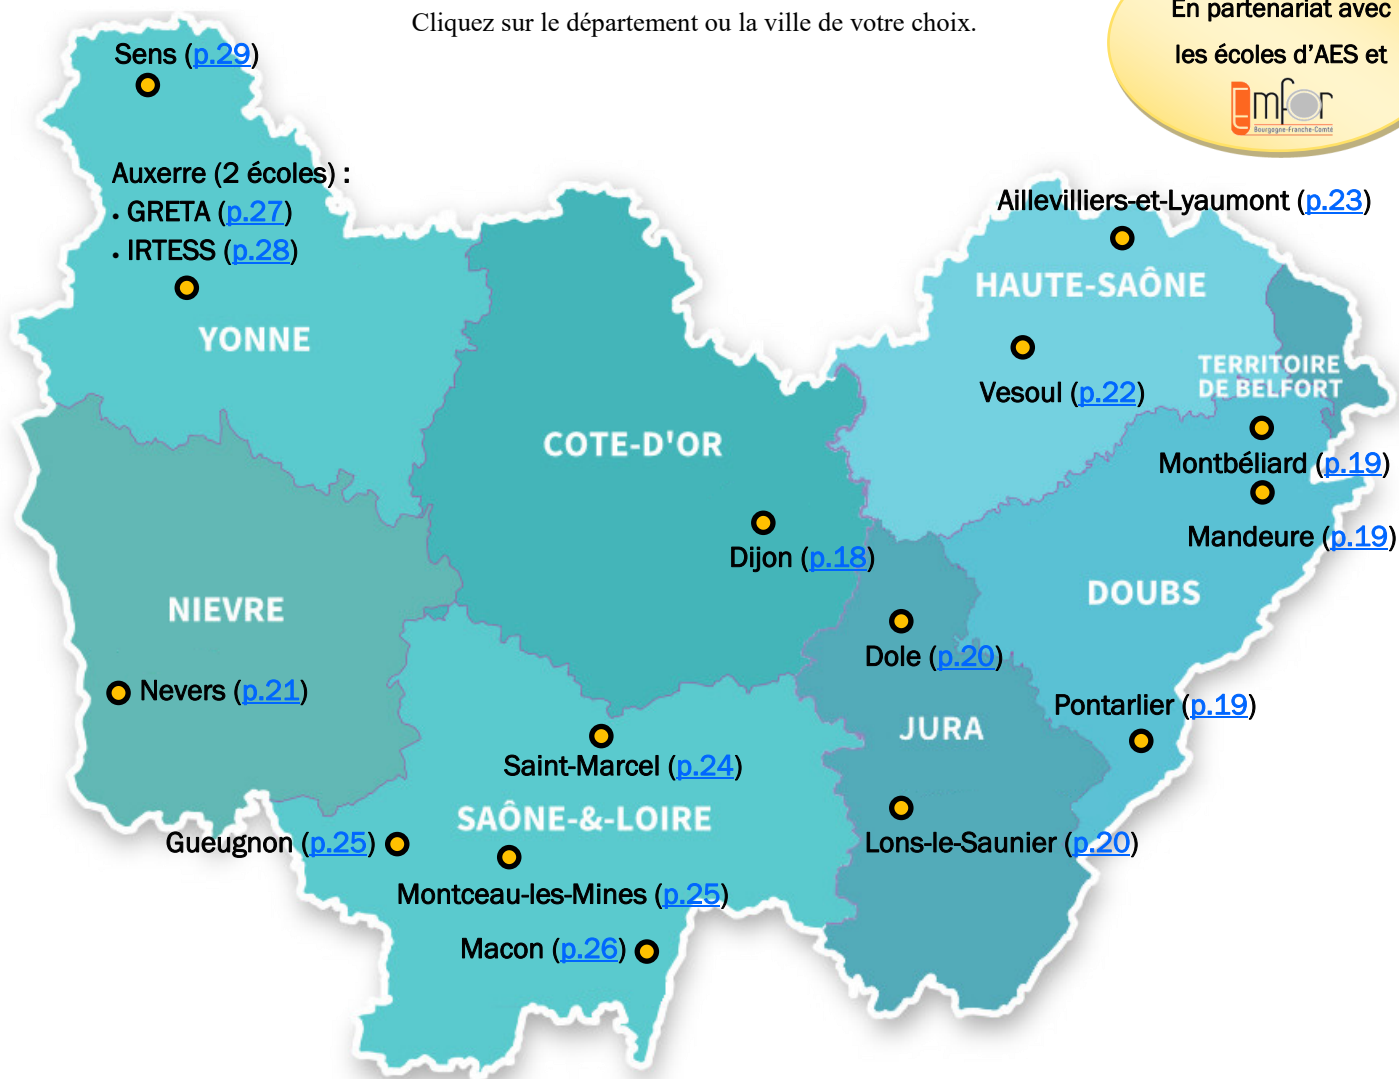 Cliquez sur le département ou la ville de votre choix.
En partenariat avec
les écoles d'AES et
Emfor
Bourgogne-Franche-Comté
Sens (p.29)
Auxerre (2 écoles) :
• GRETA (p.27)
• IRTESS (p.28)
YONNE
Aillevilliers-et-Lyaumont (p.23)
HAUTE-SAÔNE
Vesoul (p.22)
TERRITOIRE
DE BELFORT
COTE-D'OR
Montbéliard (p.19)
Mandeure (p.19)
Dijon (p.18)
DOUBS
NIEVRE
Dole (p.20)
Nevers (p.21)
Pontarlier (p.19)
JURA
Saint-Marcel (p.24)
SAÔNE-&-LOIRE
Gueugnon (p.25)
Lons-le-Saunier (p.20)
Montceau-les-Mines (p.25)
Macon (p.26)